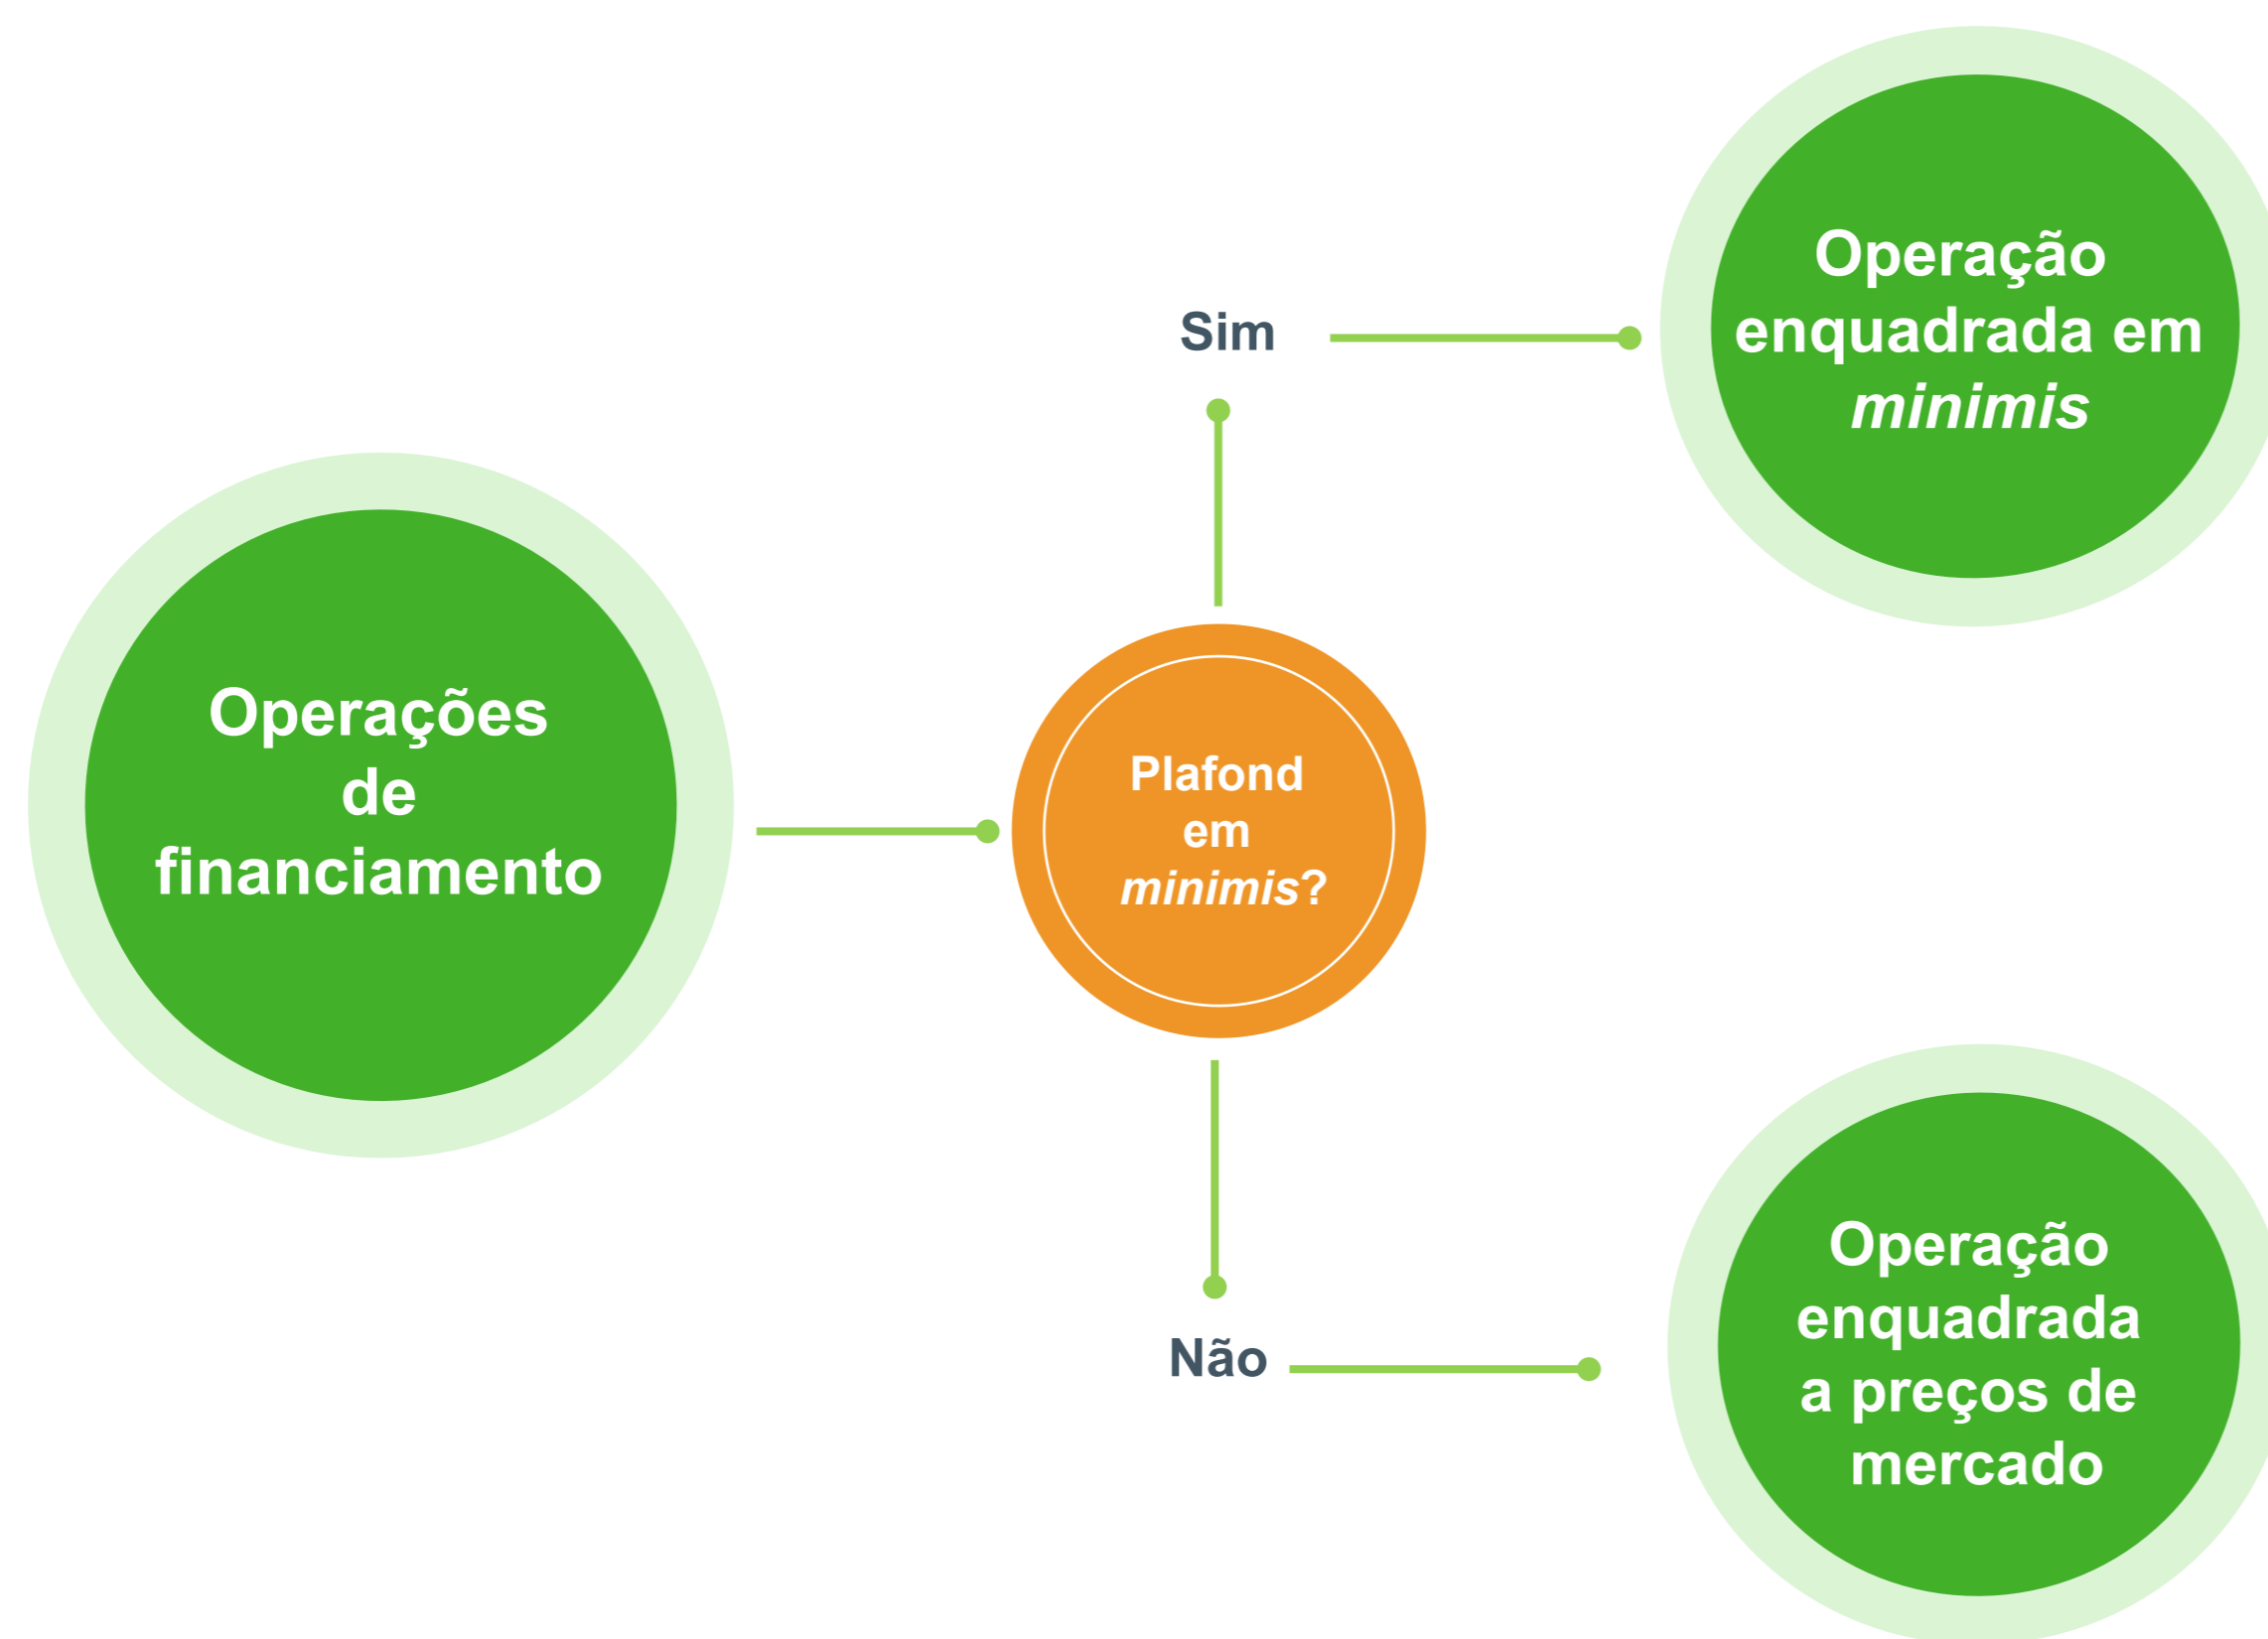 Operações
de
financiamento
Plafond
em
minimis?
Sim
Operação
enquadrada em
minimis
Não
Operação
enquadrada
a preços de
mercado